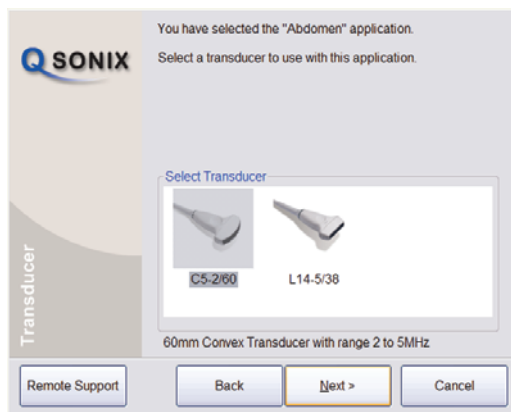 You have selected the "Abdomen" application.
Select a transducer to use with this application.
Q SONIX
Select Transducer
C5-2/60
L14-5/38
Transducer
60mm Convex Transducer with range 2 to 5MHz
Remote Support
Back
Next >
Cancel